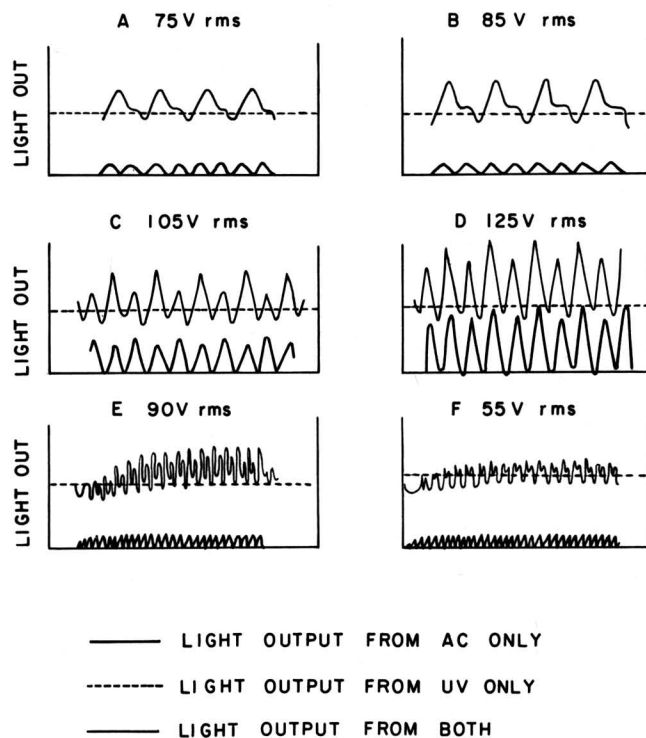 A 75V rms
B 85V rms
LIGHT OUT
C 105V rms
D 125V rms
LIGHT OUT
E 90V rms
F 55V rms
LIGHT OUT
LIGHT OUTPUT FROM AC ONLY
LIGHT OUTPUT FROM UV ONLY
LIGHT OUTPUT FROM BOTH